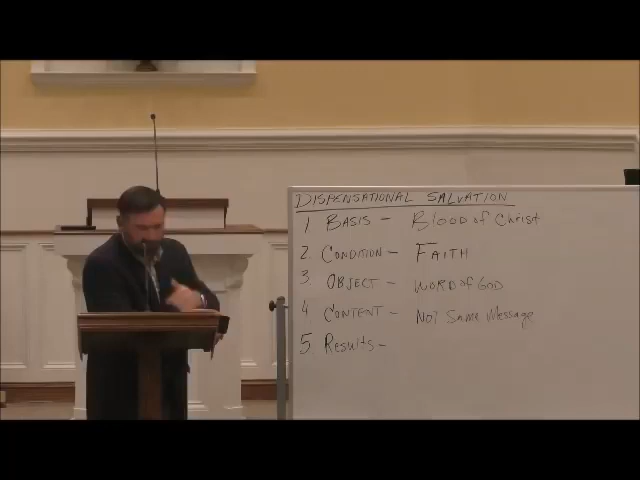 DISPENSATIONAL SALVATION
1 BASIS - BLOOD of CHRIST
2. CONDITION - FAITH
3. OBJECT - WORD OF GOD
4 CONTENT - NOT SAME MESSAGE
5 Results -